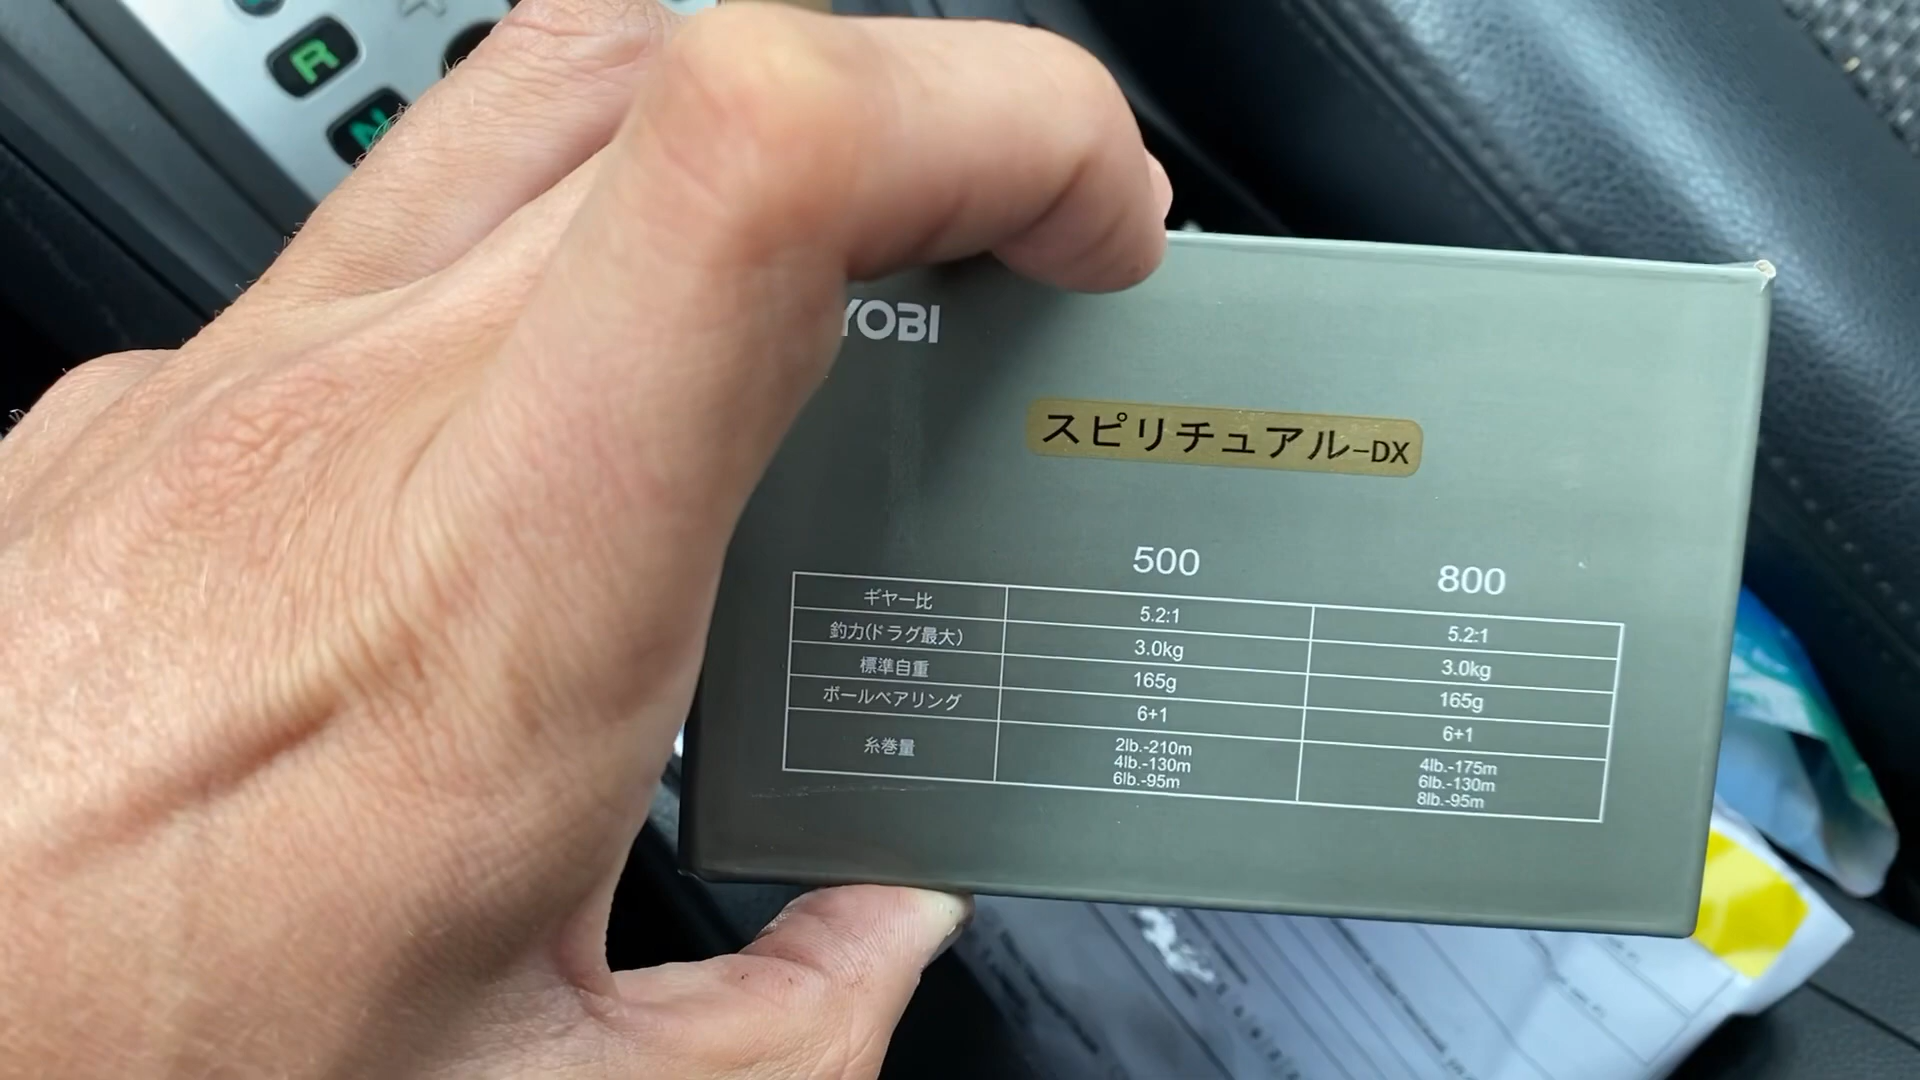 R
N
YOBI
スピリチュアル-DX
500 800
ギヤー比 5.2:1 5.2:1
釣力(ドラグ最大) 3.0kg 3.0kg
標準自重 165g 165g
ボールベアリング 6+1 6+1
糸巻量 2lb.-210m 4lb.-175m
4lb.-130m 6lb.-130m
6lb.-95m 8lb.-95m